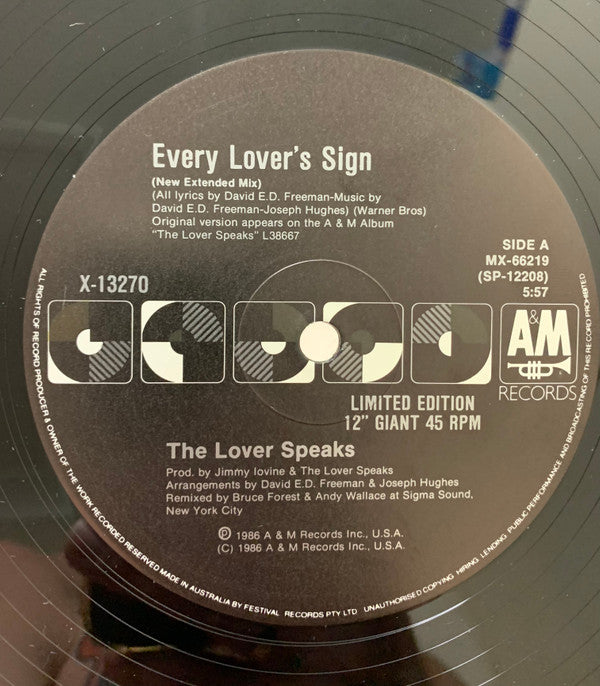 Every Lover's Sign
(New Extended Mix)
(All lyrics by David E.D. Freeman-Music by
David E.D. Freeman-Joseph Hughes) (Warner Bros)
Original version appears on the A & M Album
"The Lover Speaks" L38667
SIDE A
MX-66219
(SP-12208)
5:57
X-13270
A&M
RECORDS
LIMITED EDITION
12" GIANT 45 RPM
The Lover Speaks
Prod. by Jimmy Iovine & The Lover Speaks
Arrangements by David E.D. Freeman & Joseph Hughes
Remixed by Bruce Forest & Andy Wallace at Sigma Sound,
New York City
Ⓟ 1986 A & M Records Inc., U.S.A.
(C) 1986 A & M Records Inc., U.S.A.
ALL RIGHTS OF RECORD PRODUCER & OWNER OF THE WORK RECORDED RESERVED MADE IN AUSTRALIA BY FESTIVAL RECORDS PTY LTD UNAUTHORISED COPYING HIRING LENDING PUBLIC PERFORMANCE AND BROADCASTING OF THIS RECORD PROHIBITED